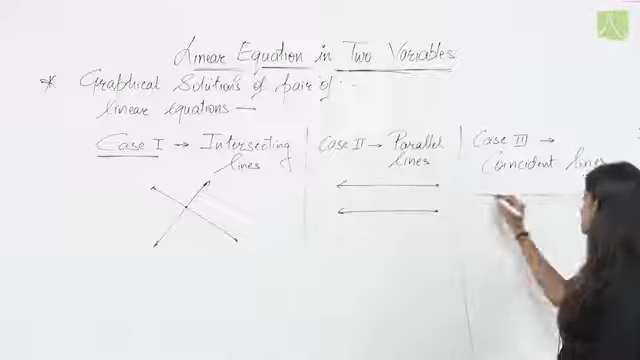 Linear Equation in Two Variables
* Graphical Solutions of pair of ..
linear equations —
Case I → Intersecting
lines
Case II → Parallel
lines
Case III →
Coincident lines